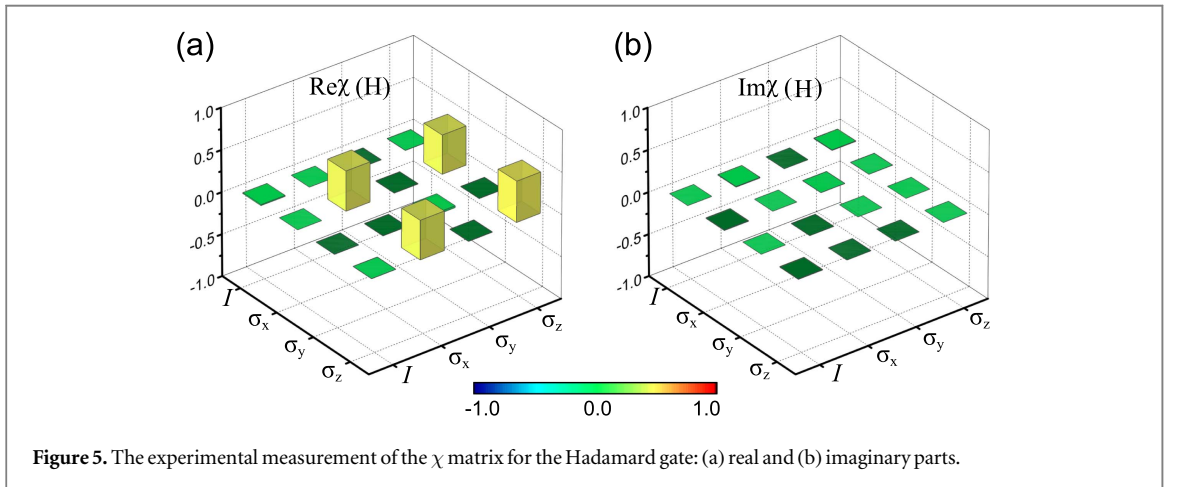 (a)
Reχ (H)
1.0
0.5
0.0
-0.5
-1.0
I
σx
σy
σz
I
σx
σy
σz
(b)
Imχ (H)
1.0
0.5
0.0
-0.5
-1.0
I
σx
σy
σz
I
σx
σy
σz
-1.0 0.0 1.0
Figure 5. The experimental measurement of the χ matrix for the Hadamard gate: (a) real and (b) imaginary parts.